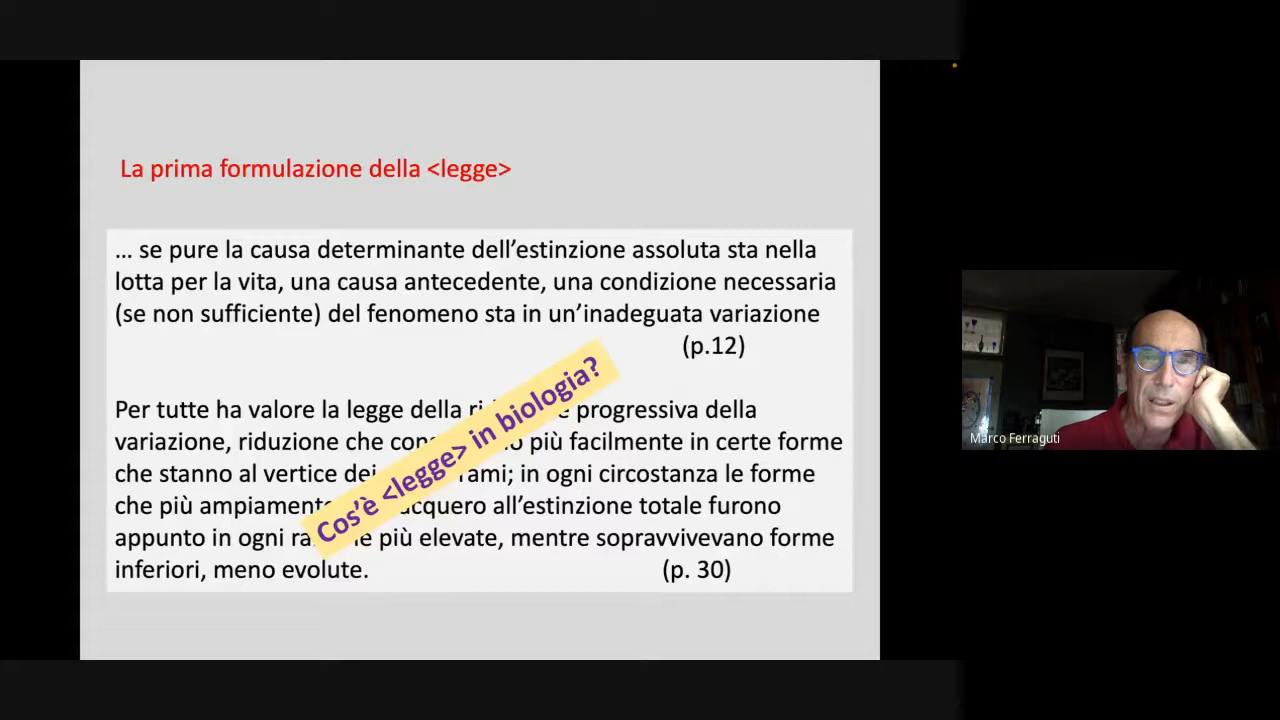 La prima formulazione della <legge>
... se pure la causa determinante dell’estinzione assoluta sta nella
lotta per la vita, una causa antecedente, una condizione necessaria
(se non sufficiente) del fenomeno sta in un’inadeguata variazione
(p.12)
Per tutte ha valore la legge della progressiva della
variazione, riduzione che più facilmente in certe forme
che stanno al vertice dei rami; in ogni circostanza le forme
che più ampiamente all’estinzione totale furono
appunto in ogni le più elevate, mentre sopravvivevano forme
inferiori, meno evolute. (p. 30)
Cos’è <legge> in biologia?
Marco Ferraguti